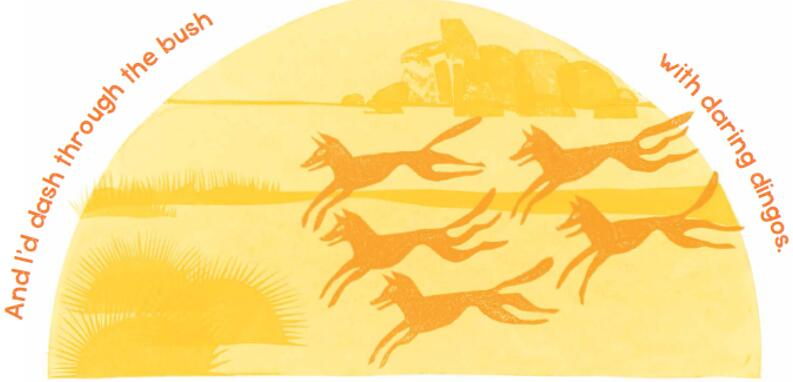 And I'd dash through the bush
with daring dingos.